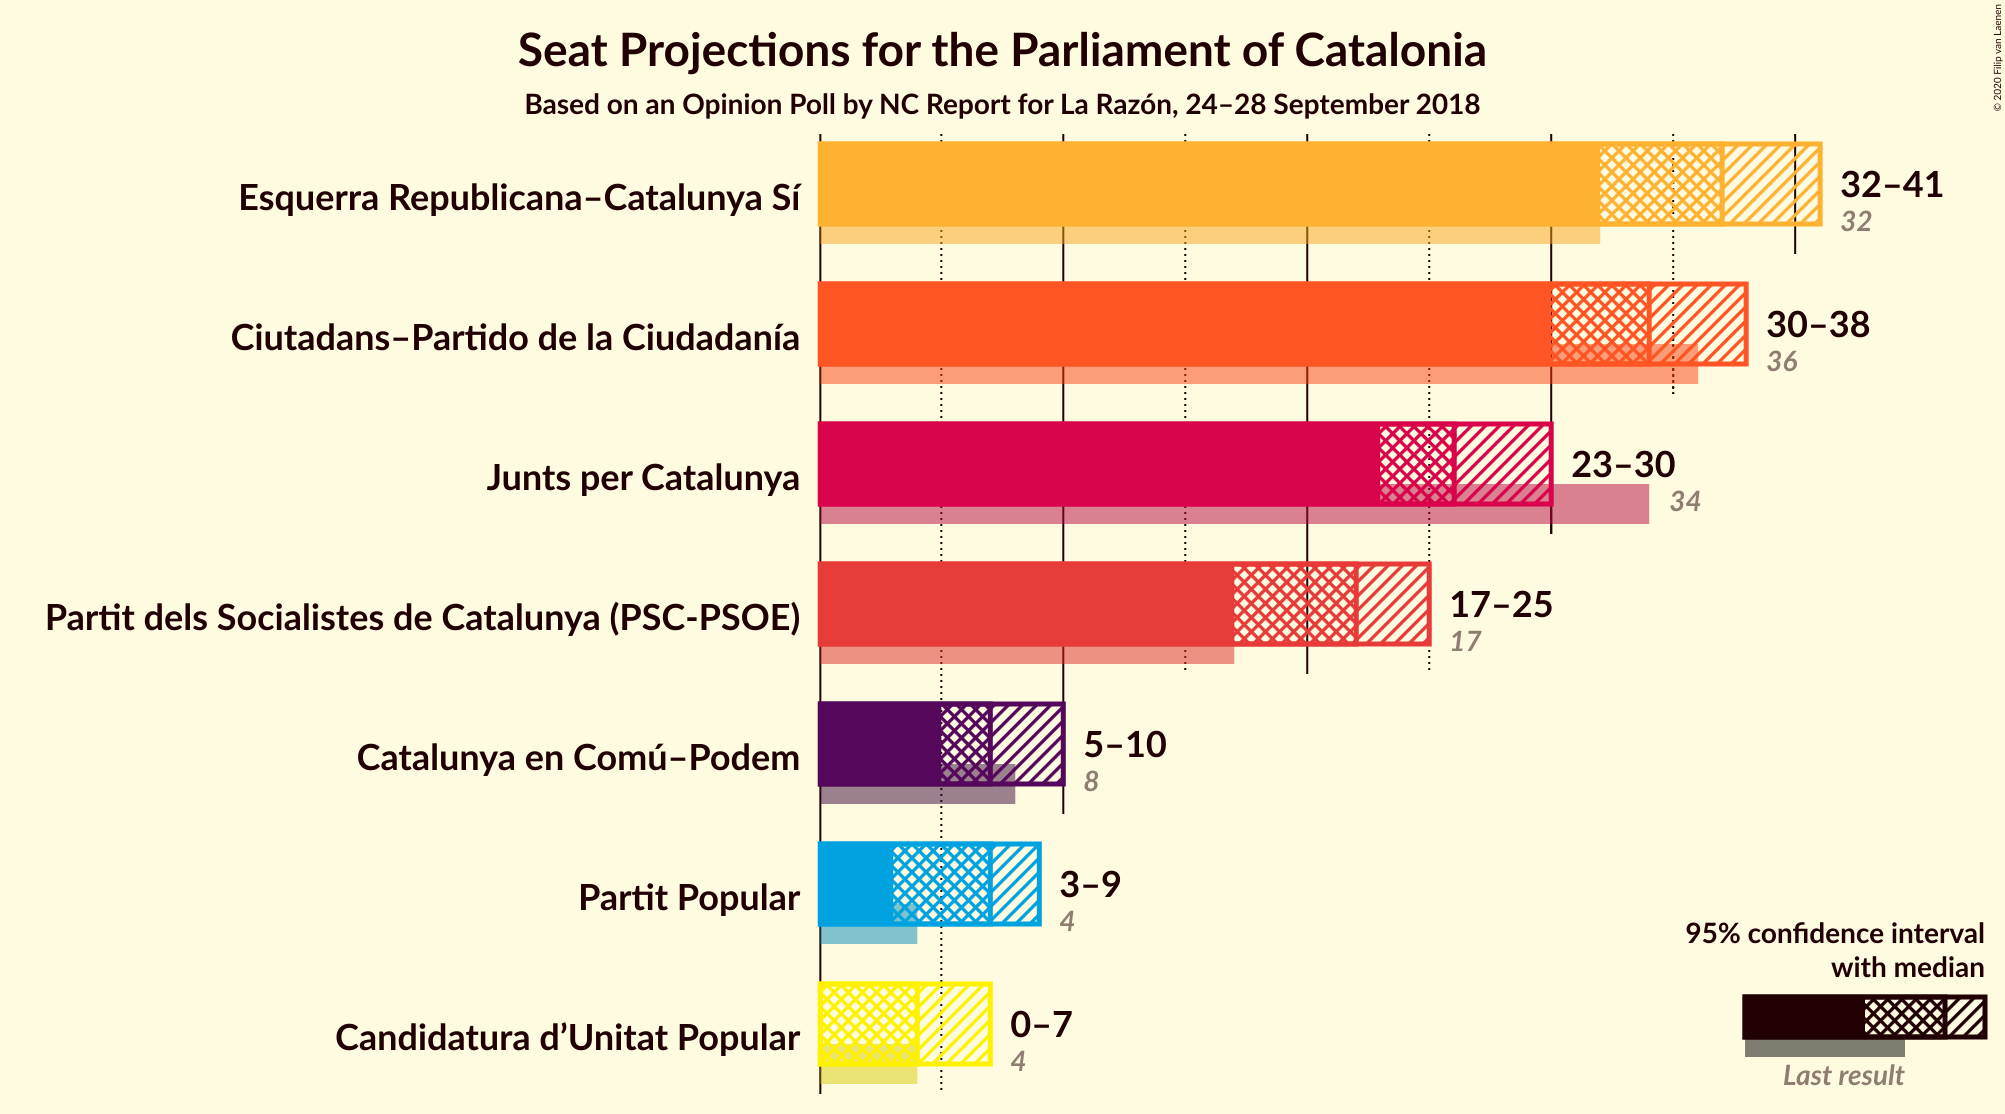 Seat Projections for the Parliament of Catalonia
Based on an Opinion Poll by NC Report for La Razón, 24–28 September 2018
© 2020 Filip van Laenen
Esquerra Republicana–Catalunya Sí
32–41
32
Ciutadans–Partido de la Ciudadanía
30–38
36
Junts per Catalunya
23–30
34
Partit dels Socialistes de Catalunya (PSC-PSOE)
17–25
17
Catalunya en Comú–Podem
5–10
8
Partit Popular
3–9
4
Candidatura d’Unitat Popular
0–7
4
95% confidence interval
with median
Last result